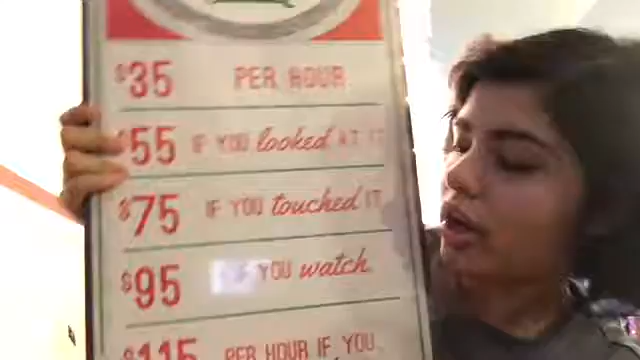 $35 PER HOUR
$55 IF YOU looked AT IT
$75 IF YOU touched IT
$95 IF YOU watch.
$115 PER HOUR IF YOU